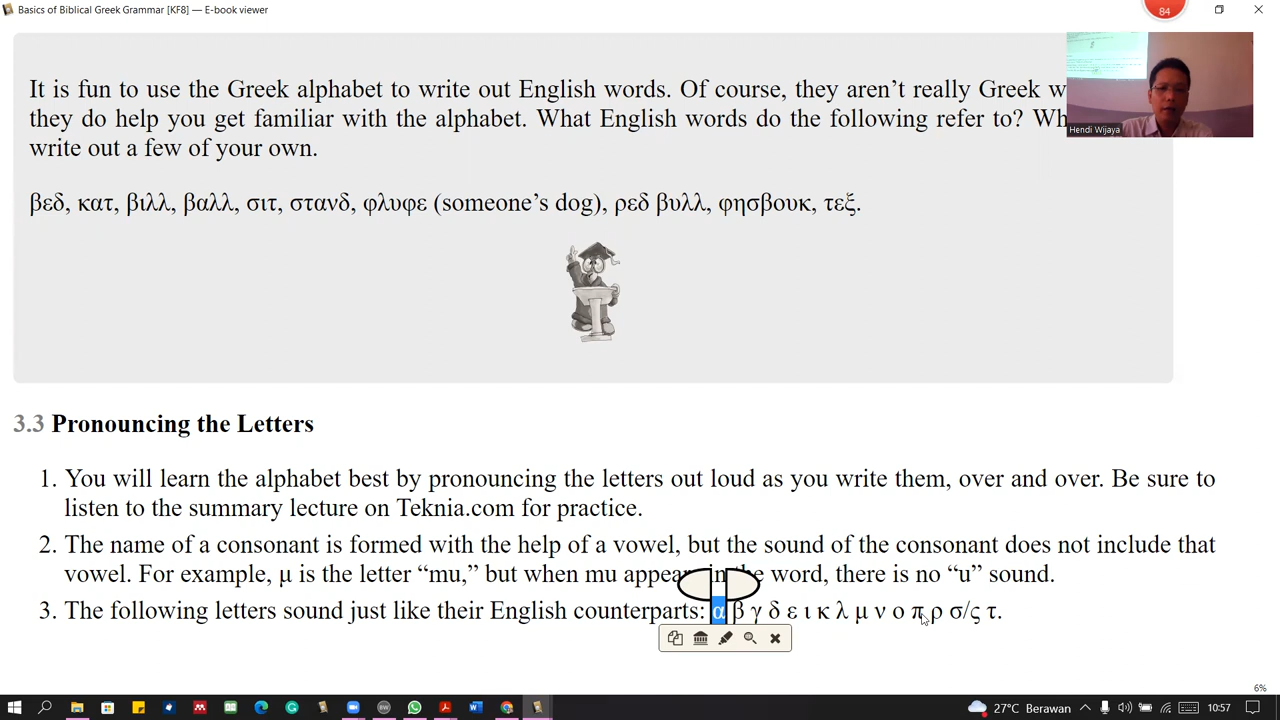 Basics of Biblical Greek Grammar [KF8] — E-book viewer
84
It is fun to use the Greek alphabet to write out English words. Of course, they aren’t really Greek w
they do help you get familiar with the alphabet. What English words do the following refer to? Wh
write out a few of your own.
Hendi Wijaya
βεδ, κατ, βιλλ, βαλλ, σιτ, στανδ, φλυφε (someone’s dog), ρεδ βυλλ, φησβουκ, τεξ.
3.3 Pronouncing the Letters
1. You will learn the alphabet best by pronouncing the letters out loud as you write them, over and over. Be sure to
listen to the summary lecture on Teknia.com for practice.
2. The name of a consonant is formed with the help of a vowel, but the sound of the consonant does not include that
vowel. For example, μ is the letter “mu,” but when mu appears in the word, there is no “u” sound.
3. The following letters sound just like their English counterparts: α β γ δ ε ι κ λ μ ν ο π ρ σ/ς τ.
6%
27°C Berawan
10:57